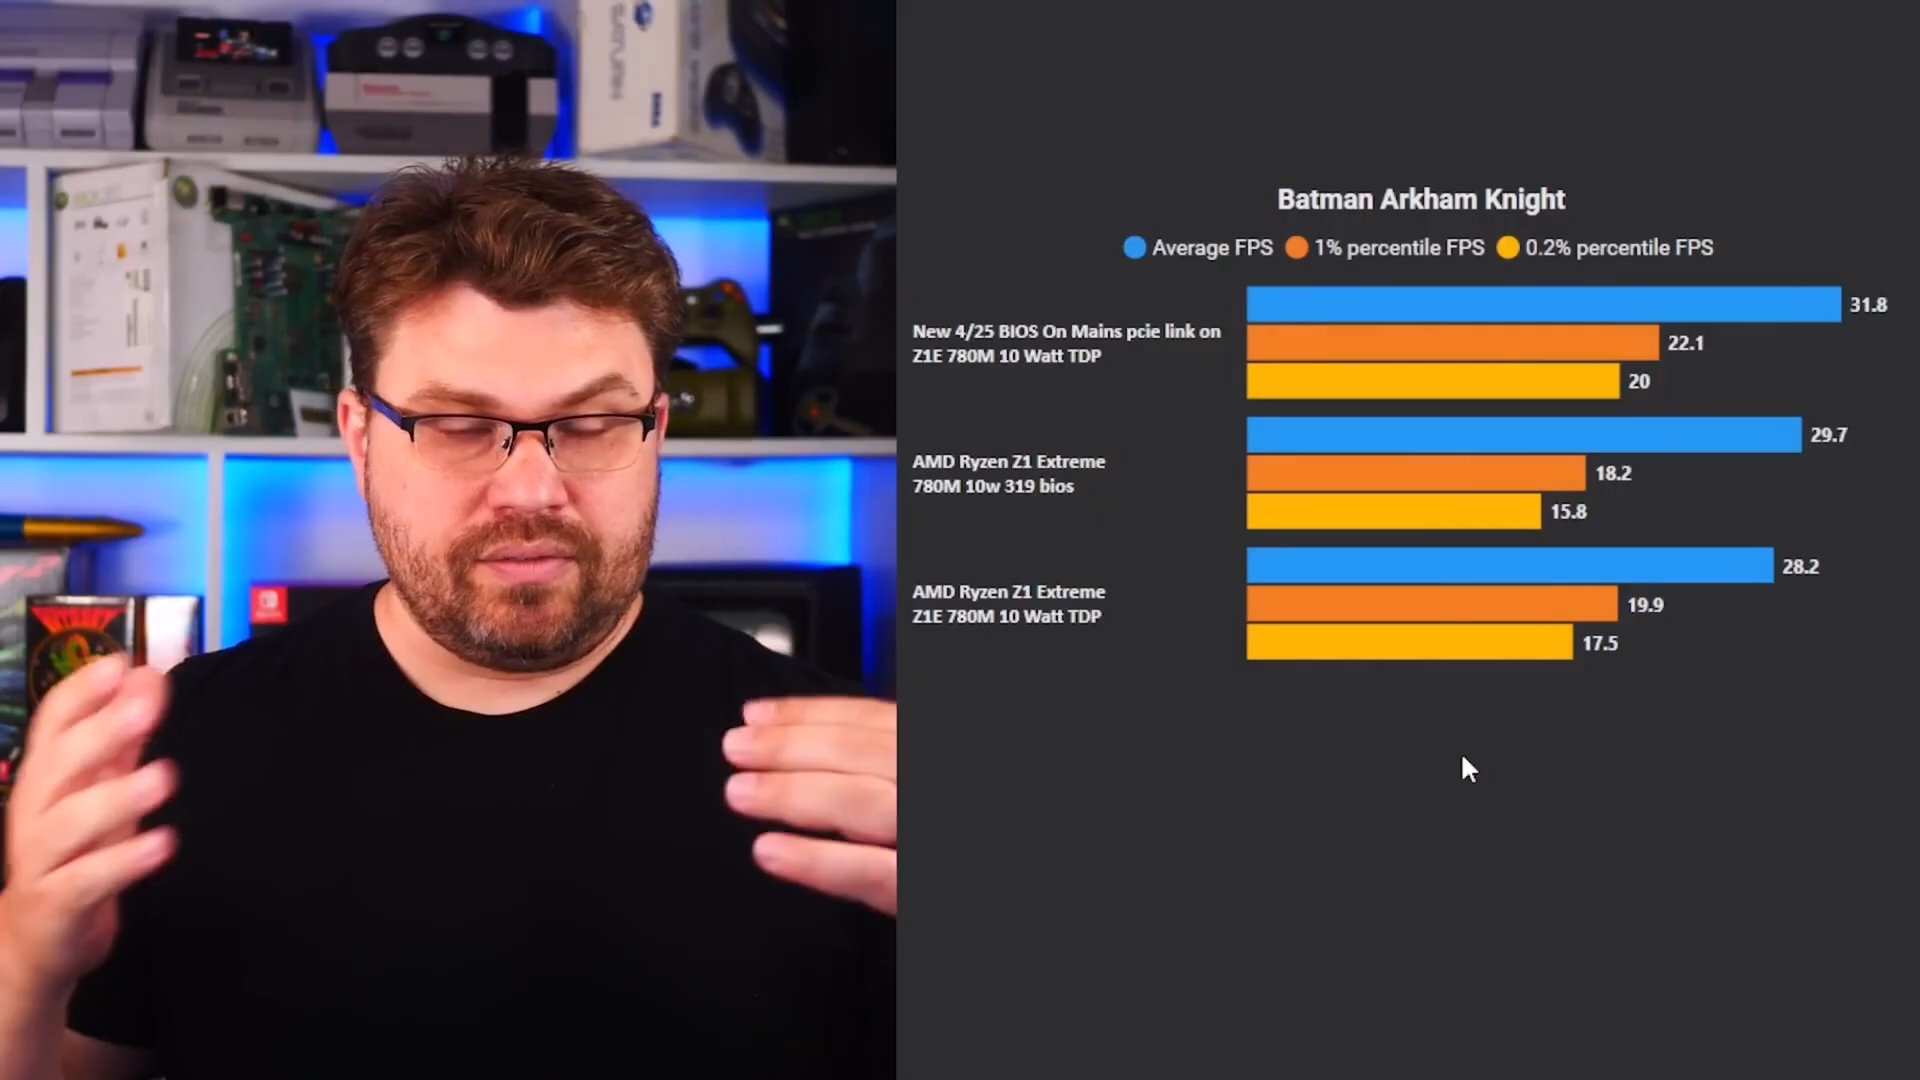 SATURN
SEGA
Batman Arkham Knight
Average FPS 1% percentile FPS 0.2% percentile FPS
New 4/25 BIOS On Mains pcie link on
Z1E 780M 10 Watt TDP
31.8
22.1
20
AMD Ryzen Z1 Extreme
780M 10w 319 bios
29.7
18.2
15.8
AMD Ryzen Z1 Extreme
Z1E 780M 10 Watt TDP
28.2
19.9
17.5